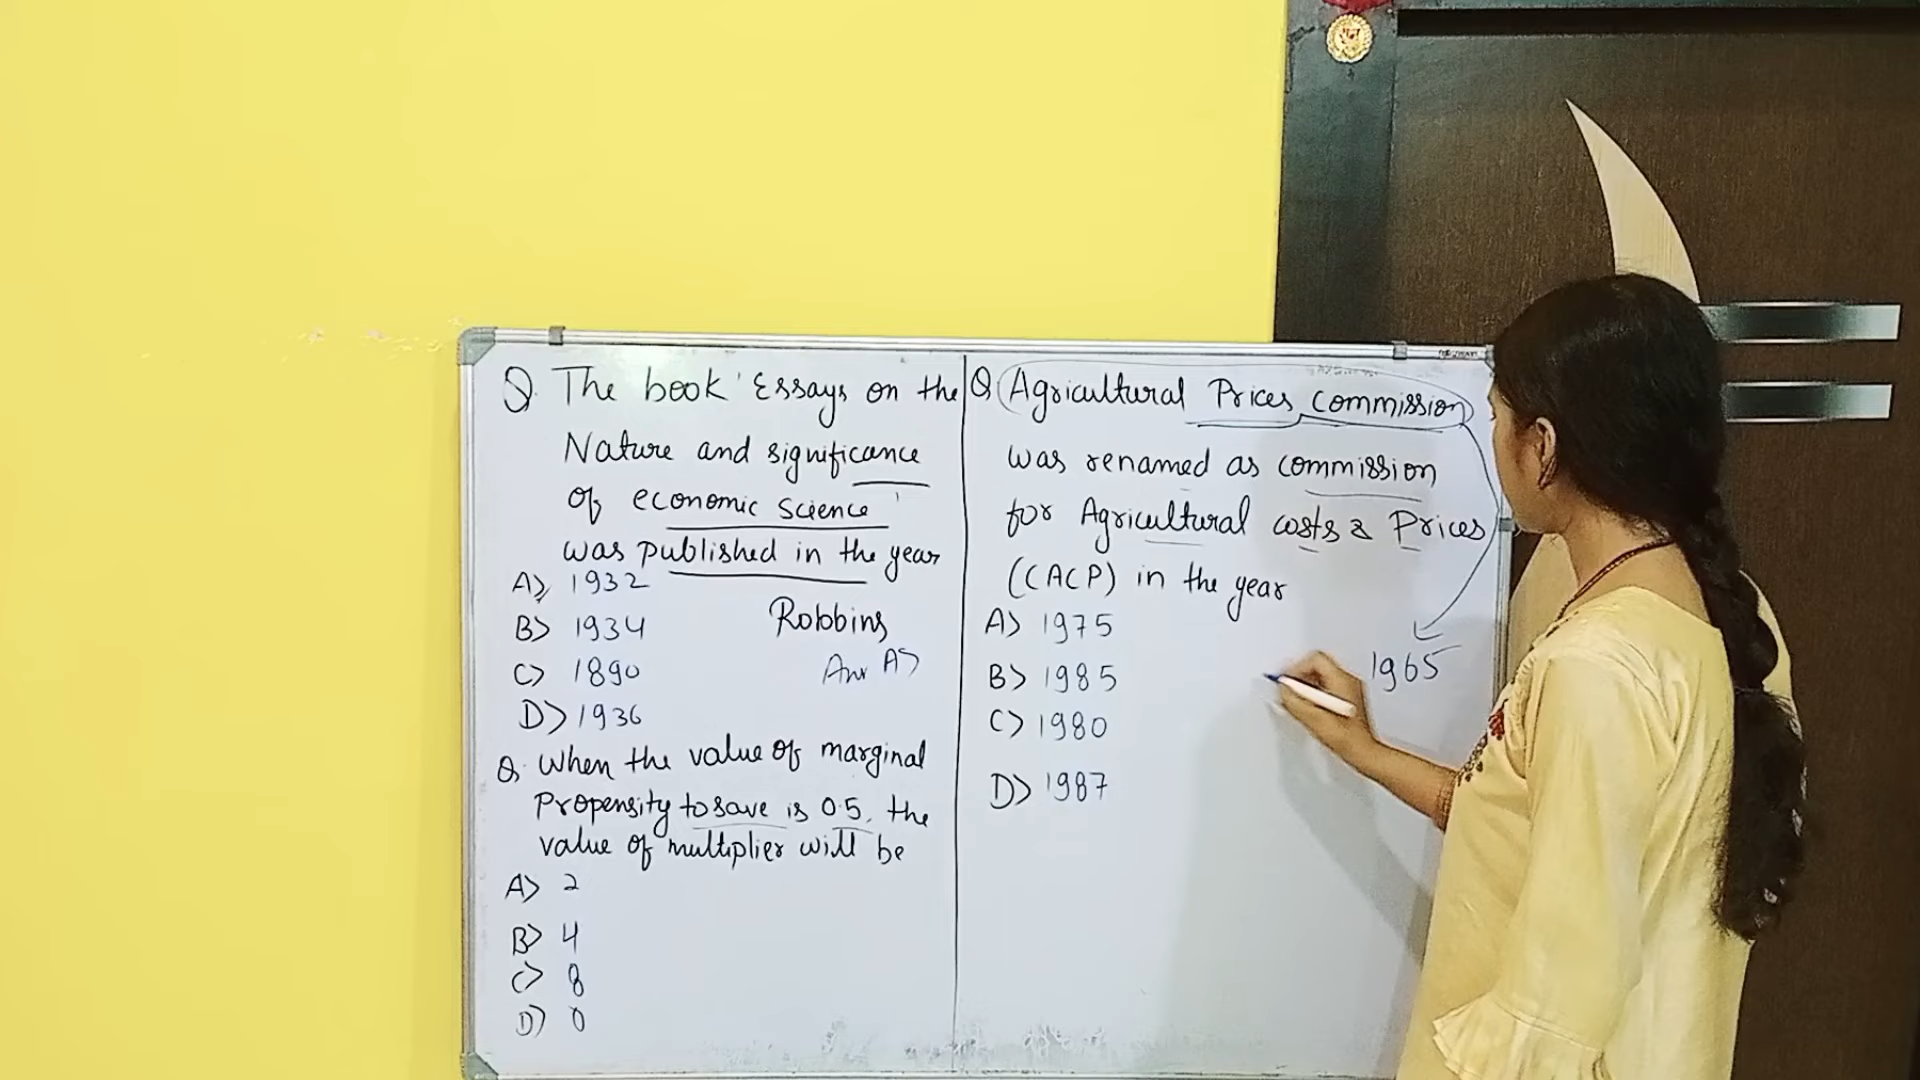 Q. The book 'Essays on the
Nature and significance
of economic science'
was published in the year
A) 1932
B) 1934
C) 1890
D) 1936
Robbins
Ans A)
Q. When the value of marginal
Propensity to save is 0.5, the
value of multiplier will be
A) 2
B) 4
C) 8
D) 0
Q Agricultural Prices Commission
was renamed as commission
for Agricultural costs & Prices
(CACP) in the year
A) 1975
B) 1985
C) 1980
D) 1987
1965